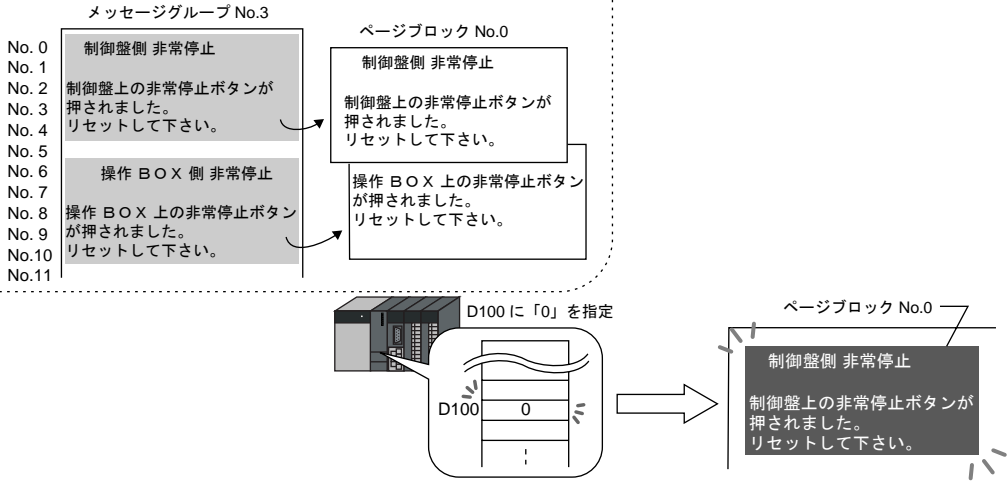 メッセージグループ No.3
No. 0
No. 1
No. 2
No. 3
No. 4
No. 5
No. 6
No. 7
No. 8
No. 9
No.10
No.11
制御盤側 非常停止
制御盤上の非常停止ボタンが
押されました。
リセットして下さい。
操作 ＢＯＸ 側 非常停止
操作 ＢＯＸ 上の非常停止ボタン
が押されました。
リセットして下さい。
ページブロック No.0
制御盤側 非常停止
制御盤上の非常停止ボタンが
押されました。
リセットして下さい。
操作 ＢＯＸ 上の非常停止ボタン
が押されました。
リセットして下さい。
D100 に「0」を指定
D100
0
ページブロック No.0
制御盤側 非常停止
制御盤上の非常停止ボタンが
押されました。
リセットして下さい。